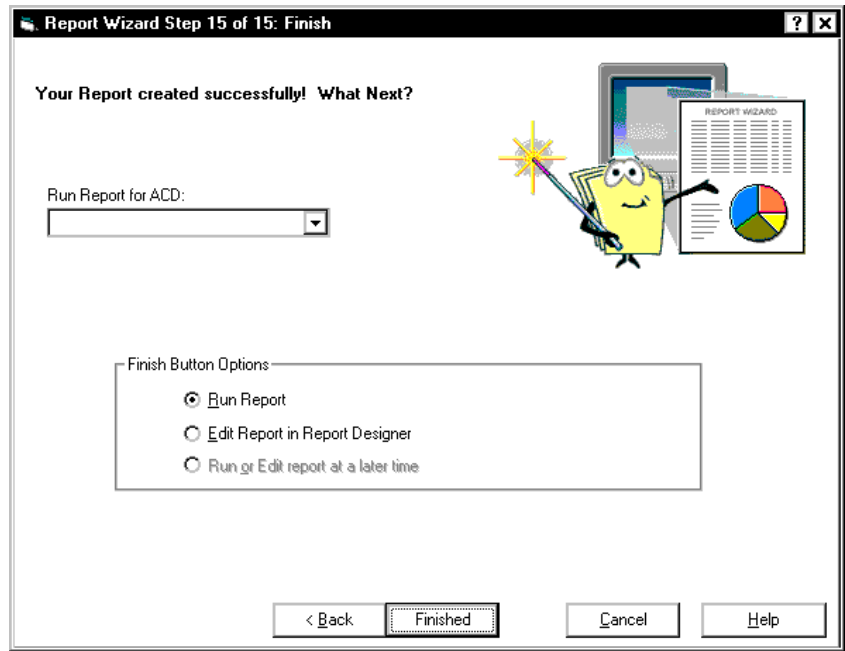 Report Wizard Step 15 of 15: Finish
Your Report created successfully! What Next?
REPORT WIZARD
Run Report for ACD:
Finish Button Options
Run Report
Edit Report in Report Designer
Run or Edit report at a later time
< Back Finished Cancel Help